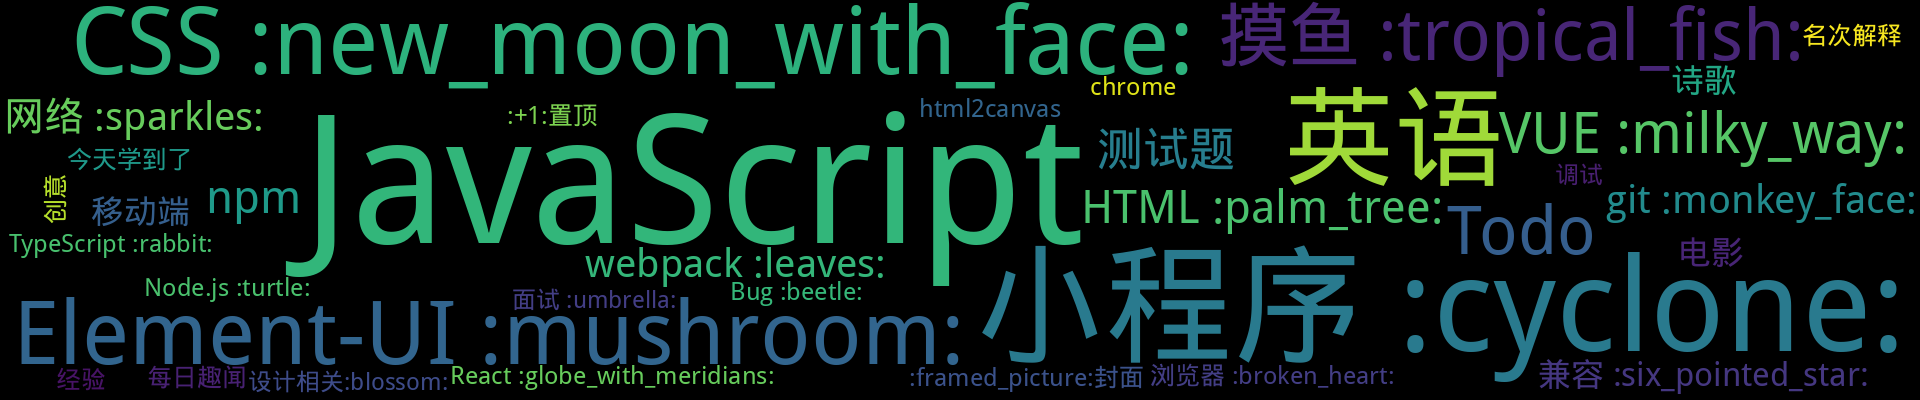 CSS :new_moon_with_face:
摸鱼 :tropical_fish:
名次解释
诗歌
chrome
网络 :sparkles:
:+1:置顶
html2canvas
JavaScript
测试题
英语
VUE :milky_way:
今天学到了
调试
创意
移动端
npm
HTML :palm_tree:
Todo
git :monkey_face:
TypeScript :rabbit:
webpack :leaves:
电影
Node.js :turtle:
面试 :umbrella:
Bug :beetle:
Element-UI :mushroom:
小程序 :cyclone:
经验
每日趣闻
设计相关:blossom:
React :globe_with_meridians:
:framed_picture:封面
浏览器 :broken_heart:
兼容 :six_pointed_star: